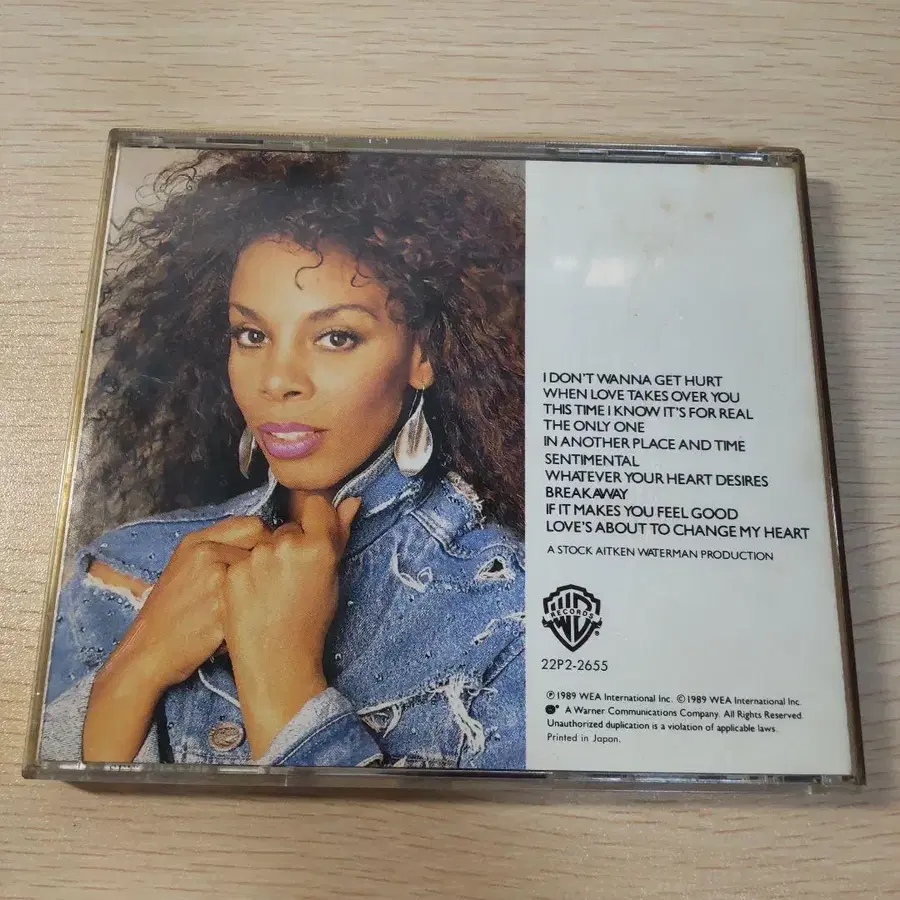 I DON'T WANNA GET HURT
WHEN LOVE TAKES OVER YOU
THIS TIME I KNOW IT'S FOR REAL
THE ONLY ONE
IN ANOTHER PLACE AND TIME
SENTIMENTAL
WHATEVER YOUR HEART DESIRES
BREAKAWAY
IF IT MAKES YOU FEEL GOOD
LOVE'S ABOUT TO CHANGE MY HEART
A STOCK AITKEN WATERMAN PRODUCTION
RECORDS
22P2-2655
℗1989 WEA International Inc. ©1989 WEA International Inc.
A Warner Communications Company. All Rights Reserved.
Unauthorized duplication is a violation of applicable laws.
Printed in Japan.